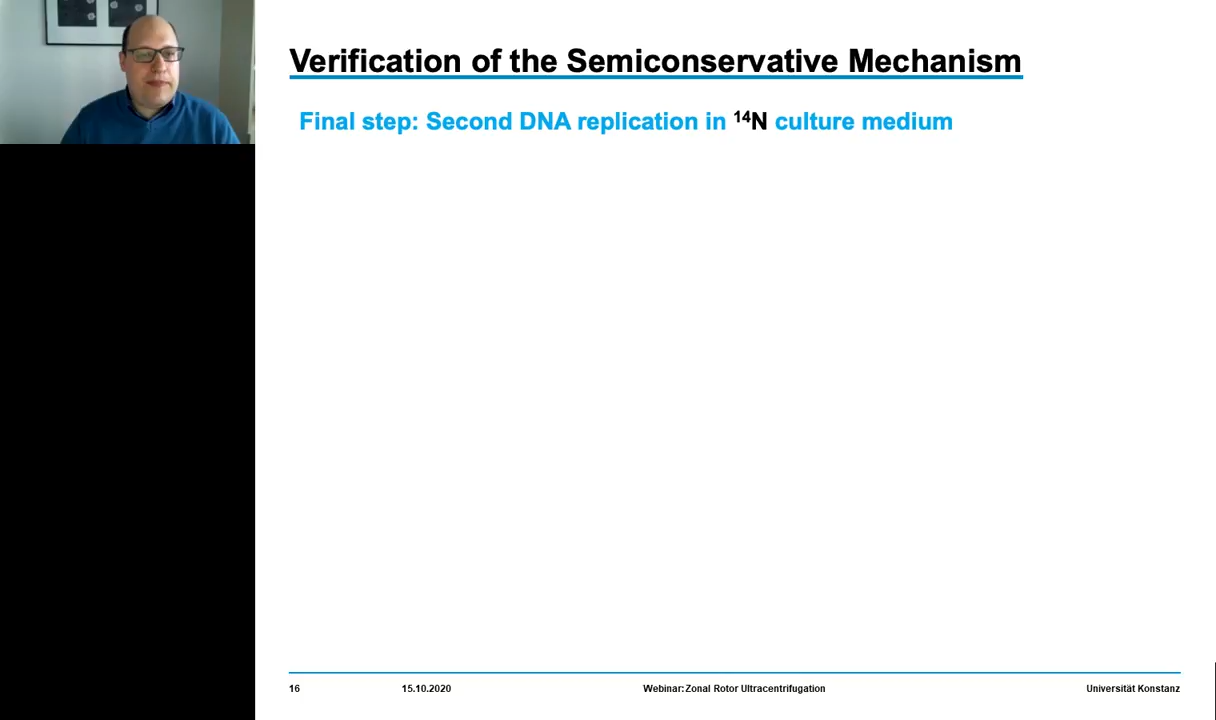 Verification of the Semiconservative Mechanism
Final step: Second DNA replication in ¹⁴N culture medium
16 15.10.2020 Webinar: Zonal Rotor Ultracentrifugation Universität Konstanz